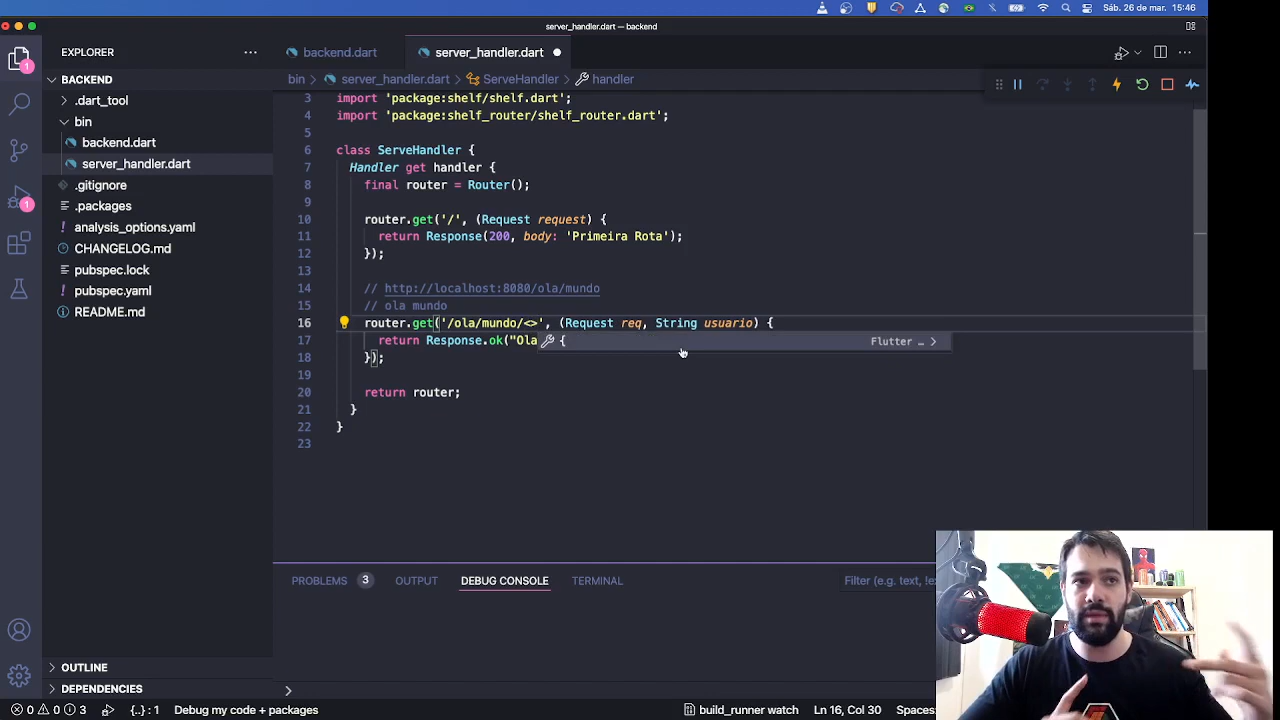 Sáb. 26 de mar. 15:46
server_handler.dart — backend
EXPLORER
backend.dart
server_handler.dart
BACKEND
bin
server_handler.dart
ServeHandler
handler
.dart_tool
bin
backend.dart
server_handler.dart
.gitignore
.packages
analysis_options.yaml
CHANGELOG.md
pubspec.lock
pubspec.yaml
README.md
1
1
3 import 'package:shelf/shelf.dart';
4 import 'package:shelf_router/shelf_router.dart';
5
6 class ServeHandler {
7 Handler get handler {
8 final router = Router();
9
10 router.get('/', (Request request) {
11 return Response(200, body: 'Primeira Rota');
12 });
13
14 // http://localhost:8080/ola/mundo
15 // ola mundo
16 router.get('/ola/mundo/<>', (Request req, String usuario) {
17 return Response.ok("Ola
{ Flutter …
18 });
19
20 return router;
21 }
22 }
23
PROBLEMS 3 OUTPUT DEBUG CONSOLE TERMINAL Filter (e.g. text, !e
OUTLINE
DEPENDENCIES
0 0 3 {..} : 1 Debug my code + packages build_runner watch Ln 16, Col 30 Spaces: